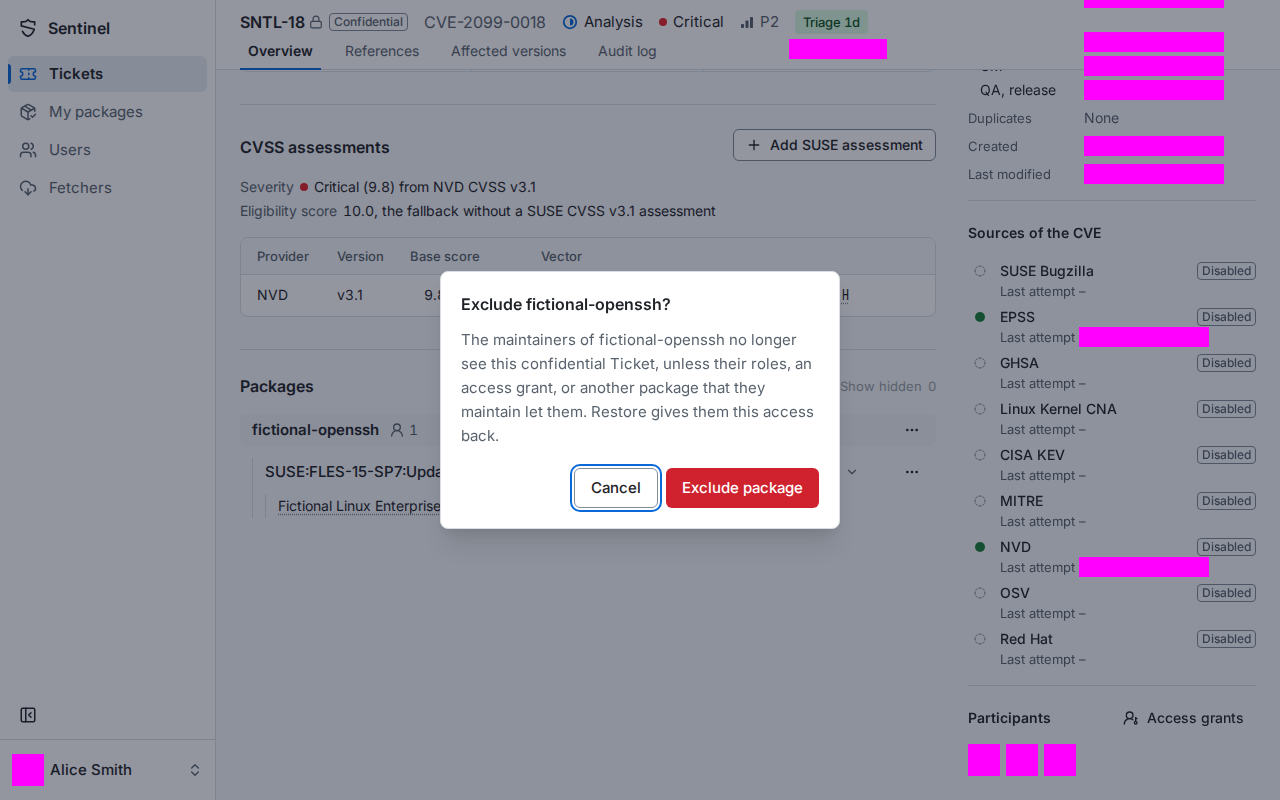 Sentinel
Tickets
My packages
Users
Fetchers
Alice Smith
SNTL-18 Confidential CVE-2099-0018 Analysis Critical P2 Triage 1d
Overview References Affected versions Audit log
CVSS assessments
Add SUSE assessment
Severity Critical (9.8) from NVD CVSS v3.1
Eligibility score 10.0, the fallback without a SUSE CVSS v3.1 assessment
Provider Version Base score Vector
NVD v3.1
Packages
Show hidden 0
fictional-openssh 1
Fictional Linux Enterprise
Exclude fictional-openssh?
The maintainers of fictional-openssh no longer
see this confidential Ticket, unless their roles, an
access grant, or another package that they
maintain let them. Restore gives them this access
back.
Cancel Exclude package
QA, release
Duplicates None
Created
Last modified
Sources of the CVE
SUSE Bugzilla Disabled
Last attempt –
EPSS Disabled
Last attempt
GHSA Disabled
Last attempt –
Linux Kernel CNA Disabled
Last attempt –
CISA KEV Disabled
Last attempt –
MITRE Disabled
Last attempt –
NVD Disabled
Last attempt
OSV Disabled
Last attempt –
Red Hat Disabled
Last attempt –
Participants Access grants